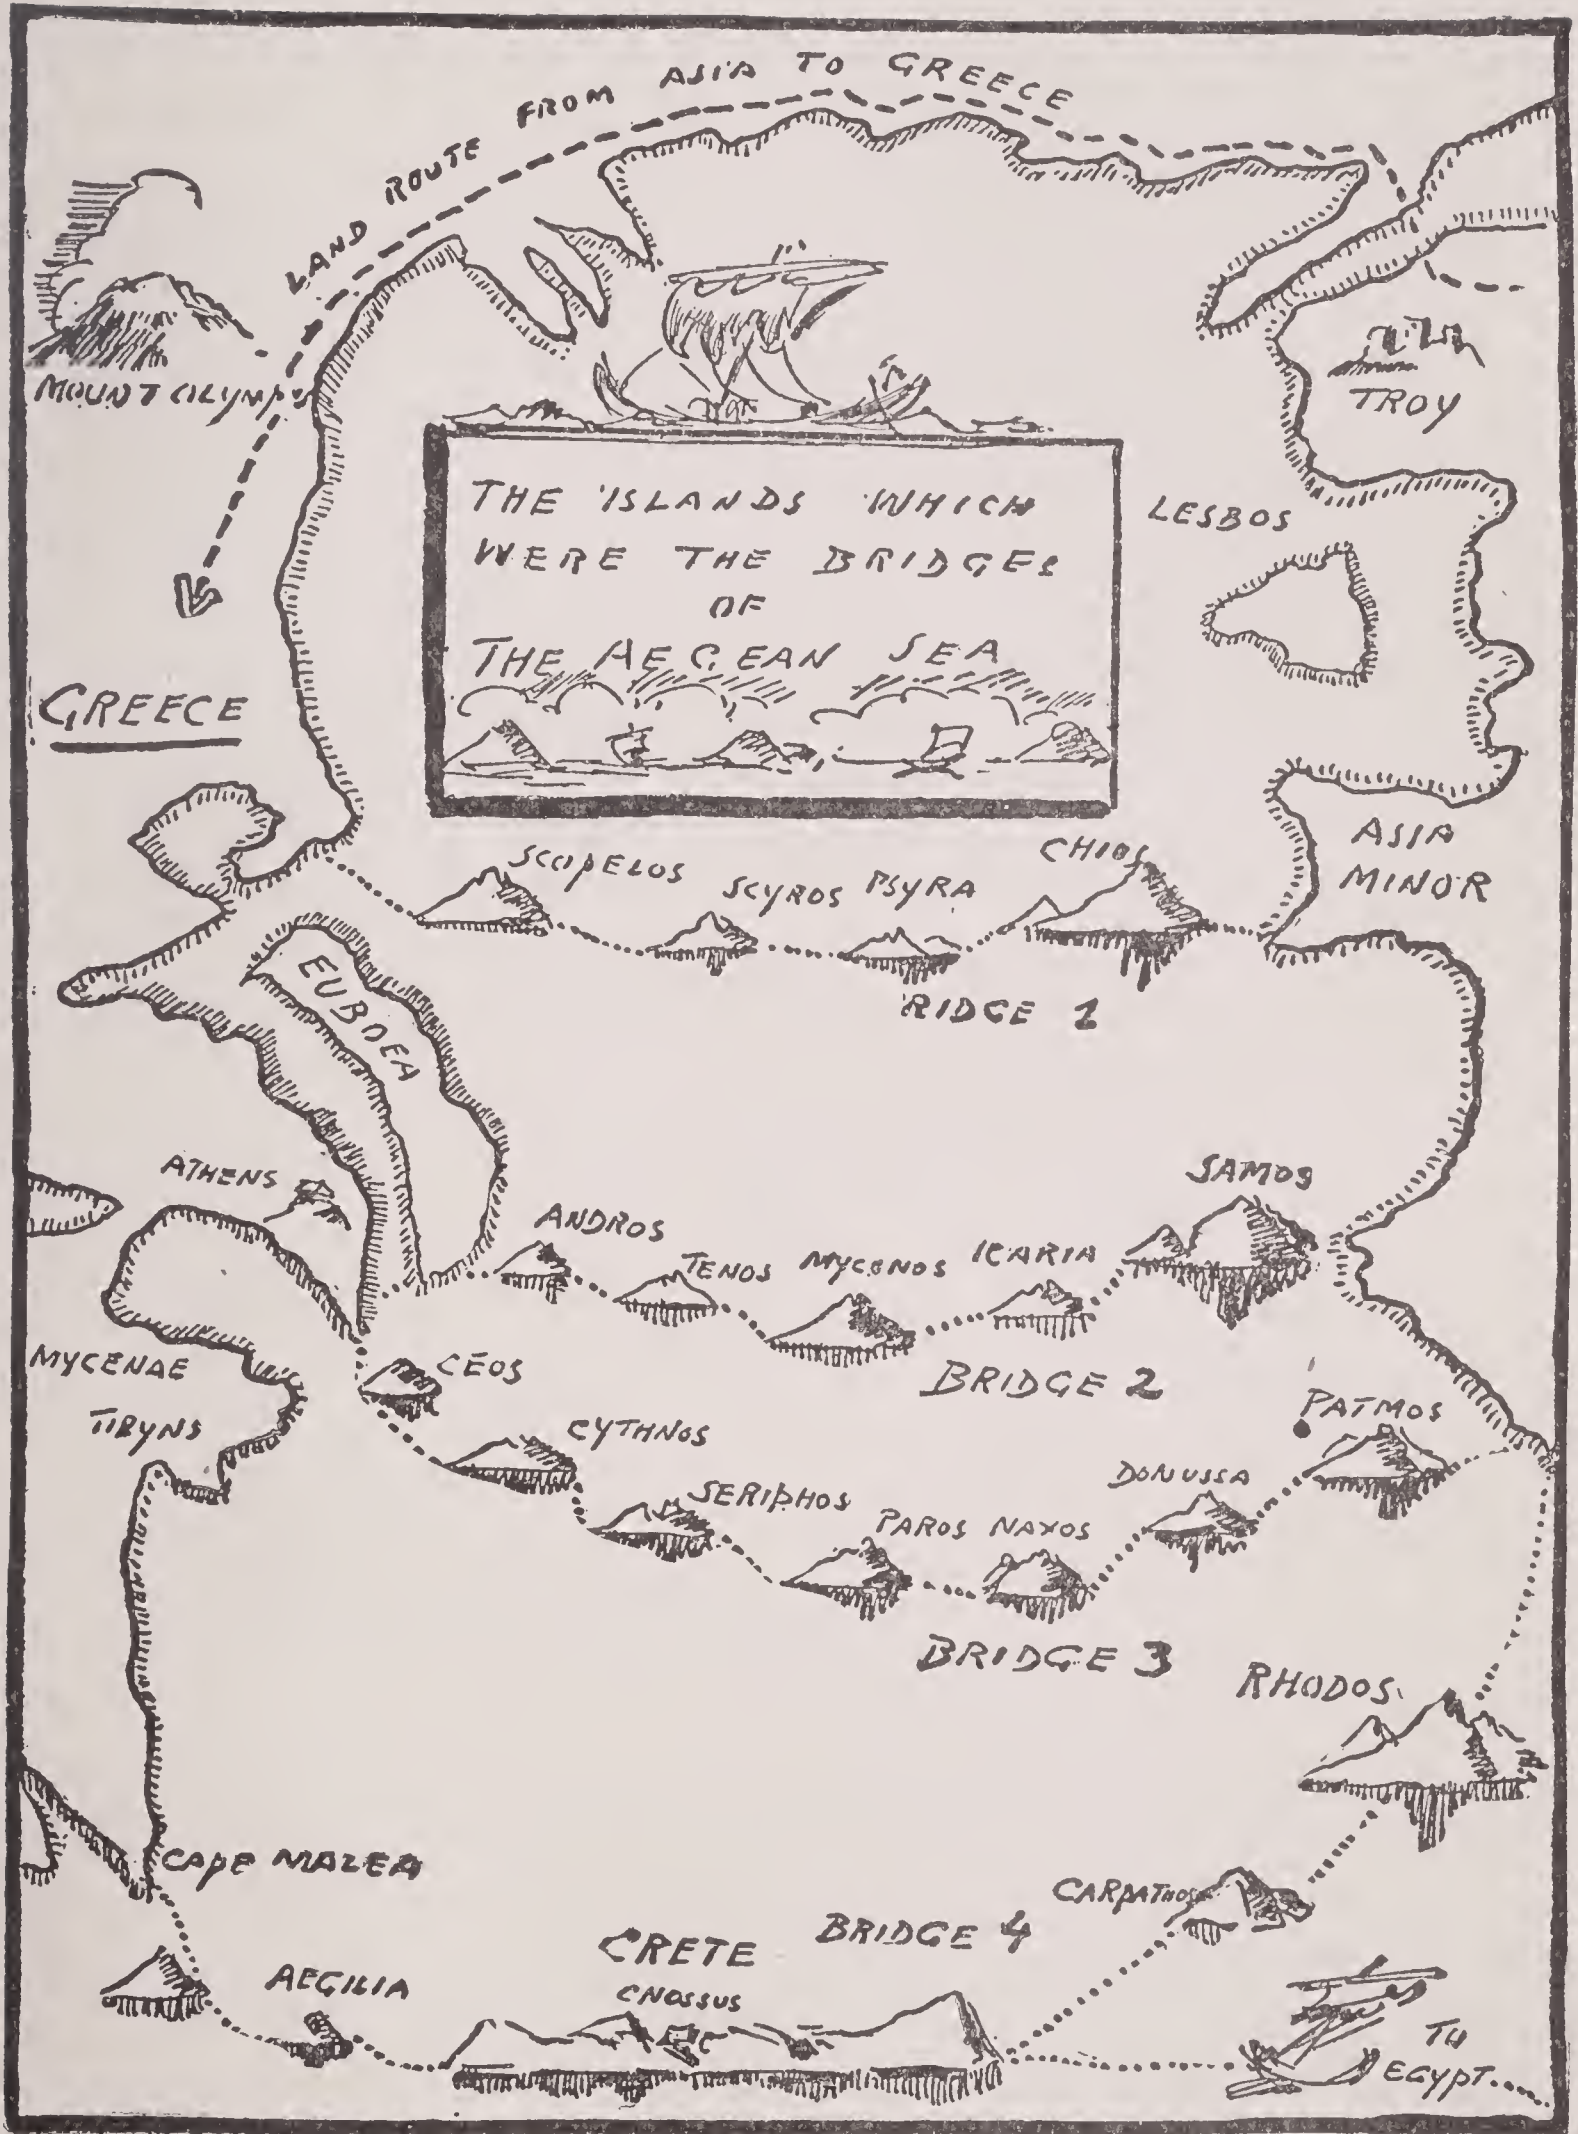 LAND ROUTE FROM ASIA TO GREECE
MOUNT OLYMPUS
TROY
THE ISLANDS WHICH
WERE THE BRIDGES
OF
THE AEGEAN SEA
LESBOS
GREECE
ASIA
MINOR
SCOPELOS
SCYROS
PSYRA
CHIOS
RIDGE 1
EUBOEA
ATHENS
ANDROS
TENOS
MYCONOS
ICARIA
SAMOS
BRIDGE 2
MYCENAE
TIRYNS
CEOS
CYTHNOS
SERIPHOS
PAROS
NAXOS
DONUSSA
PATMOS
BRIDGE 3
RHODOS
CAPE MALEA
CARPATHOS
BRIDGE 4
CRETE
CNOSSUS
AEGILIA
TO
EGYPT